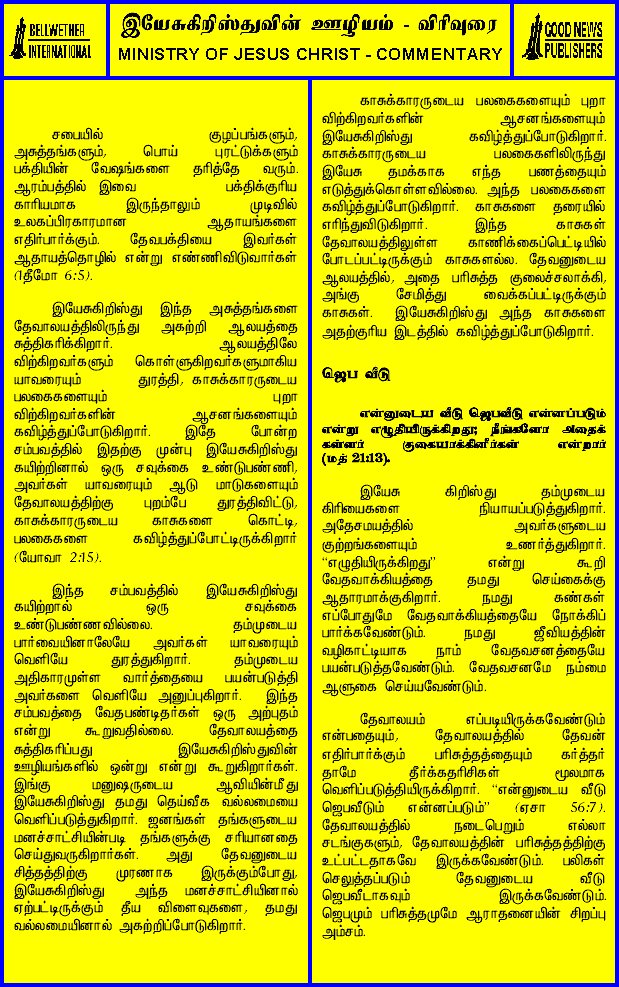 BELLWETHER
INTERNATIONAL
இயேசுகிறிஸ்துவின் ஊழியம் - விரிவுரை
MINISTRY OF JESUS CHRIST - COMMENTARY
GOOD NEWS
PUBLISHERS
சபையில் குழப்பங்களும்,
அசுத்தங்களும், பொய் புரட்டுக்களும்
பக்தியின் வேஷங்களை தரித்தே வரும்.
ஆரம்பத்தில் இவை பக்திக்குரிய
காரியமாக இருந்தாலும் முடிவில்
உலகப்பிரகாரமான ஆதாயங்களை
எதிர்பார்க்கும். தேவபக்தியை இவர்கள்
ஆதாயத்தொழில் என்று எண்ணிவிடுவார்கள்
(1தீமோ 6:5).
இயேசுகிறிஸ்து இந்த அசுத்தங்களை
தேவாலயத்திலிருந்து அகற்றி ஆலயத்தை
சுத்திகரிக்கிறார். ஆலயத்திலே
விற்கிறவர்களும் கொள்ளுகிறவர்களுமாகிய
யாவரையும் துரத்தி, காசுக்காரருடைய
பலகைகளையும் புறா
விற்கிறவர்களின் ஆசனங்களையும்
கவிழ்த்துப்போடுகிறார். இதே போன்ற
சம்பவத்தில் இதற்கு முன்பு இயேசுகிறிஸ்து
கயிற்றினால் ஒரு சவுக்கை உண்டுபண்ணி,
அவர்கள் யாவரையும் ஆடு மாடுகளையும்
தேவாலயத்திற்கு புறம்பே துரத்திவிட்டு,
காசுக்காரருடைய காசுகளை கொட்டி,
பலகைளை கவிழ்த்துப்போட்டிருக்கிறார்
(யோவா 2:15).
இந்த சம்பவத்தில் இயேசுகிறிஸ்து
கயிற்றால் ஒரு சவுக்கை
உண்டுபண்ணவில்லை. தம்முடைய
பார்வையினாலேயே அவர்கள் யாவரையும்
வெளியே துரத்துகிறார். தம்முடைய
அதிகாரமுள்ள வார்த்தையை பயன்படுத்தி
அவர்களை வெளியே அனுப்புகிறார். இந்த
சம்பவத்தை வேதபண்டிதர்கள் ஒரு அற்புதம்
என்று கூறுவதில்லை. தேவாலயத்தை
சுத்திகரிப்பது இயேசுகிறிஸ்துவின்
ஊழியங்களில் ஒன்று என்று கூறுகிறார்கள்.
இங்கு மனுஷருடைய ஆவியின்மீது
இயேசுகிறிஸ்து தமது தெய்வீக வல்லமையை
வெளிப்படுத்துகிறார். ஜனங்கள் தங்களுடைய
மனச்சாட்சியின்படி தங்களுக்கு சரியானதை
செய்துவருகிறார்கள். அது தேவனுடைய
சித்தத்திற்கு முரணாக இருக்கும்போது,
இயேசுகிறிஸ்து அந்த மனச்சாட்சியினால்
ஏற்பட்டிருக்கும் தீய விளைவுகளை, தமது
வல்லமையினால் அகற்றிப்போடுகிறார்.
காசுக்காரருடைய பலகைகளையும் புறா
விற்கிறவர்களின் ஆசனங்களையும்
இயேசுகிறிஸ்து கவிழ்த்துப்போடுகிறார்.
காசுக்காரருடைய பலகைகளிலிருந்து
இயேசு தமக்காக எந்த பணத்தையும்
எடுத்துக்கொள்ளவில்லை. அந்த பலகைகளை
கவிழ்த்துப்போடுகிறார். காசுகளை தரையில்
எரிந்துவிடுகிறார். இந்த காசுகள்
தேவாலயத்திலுள்ள காணிக்கைப்பெட்டியில்
போடப்பட்டிருக்கும் காசுகளல்ல. தேவனுடைய
ஆலயத்தில், அதை பரிசுத்த குலைச்சலாக்கி,
அங்கு சேமித்து வைக்கப்பட்டிருக்கும்
காசுகள். இயேசுகிறிஸ்து அந்த காசுகளை
அதற்குரிய இடத்தில் கவிழ்த்துப்போடுகிறார்.
ஜெப வீடு
என்னுடைய வீடு ஜெபவீடு என்னப்படும்
என்று எழுதியிருக்கிறது; நீங்களோ அதைக்
கள்ளர் குகையாக்கினீர்கள் என்றார்
(மத் 21:13).
இயேசு கிறிஸ்து தம்முடைய
கிரியைகளை நியாயப்படுத்துகிறார்.
அதேசமயத்தில் அவர்களுடைய
குற்றங்களையும் உணர்த்துகிறார்.
“எழுதியிருக்கிறது” என்று கூறி
வேதவாக்கியத்தை தமது செய்கைக்கு
ஆதாரமாக்குகிறார். நமது கண்கள்
எப்போதுமே வேதவாக்கியத்தையே நோக்கிப்
பார்க்கவேண்டும். நமது ஜீவியத்தின்
வழிகாட்டியாக நாம் வேதவசனத்தையே
பயன்படுத்தவேண்டும். வேதவசனமே நம்மை
ஆளுகை செய்யவேண்டும்.
தேவாலயம் எப்படியிருக்கவேண்டும்
என்பதையும், தேவாலயத்தில் தேவன்
எதிர்பார்க்கும் பரிசுத்தத்தையும் கர்த்தர்
தாமே தீர்க்கதரிசிகள் மூலமாக
வெளிப்படுத்தியிருக்கிறார். “என்னுடைய வீடு
ஜெபவீடும் என்னப்படும்” (ஏசா 56:7).
தேவாலயத்தில் நடைபெறும் எல்லா
சடங்குகளும், தேவாலயத்தின் பரிசுத்தத்திற்கு
உட்பட்டதாகவே இருக்கவேண்டும். பலிகள்
செலுத்தப்படும் தேவனுடைய வீடு
ஜெபவீடாகவும் இருக்கவேண்டும்.
ஜெபமும் பரிசுத்தமுமே ஆராதனையின் சிறப்பு
அம்சம்.